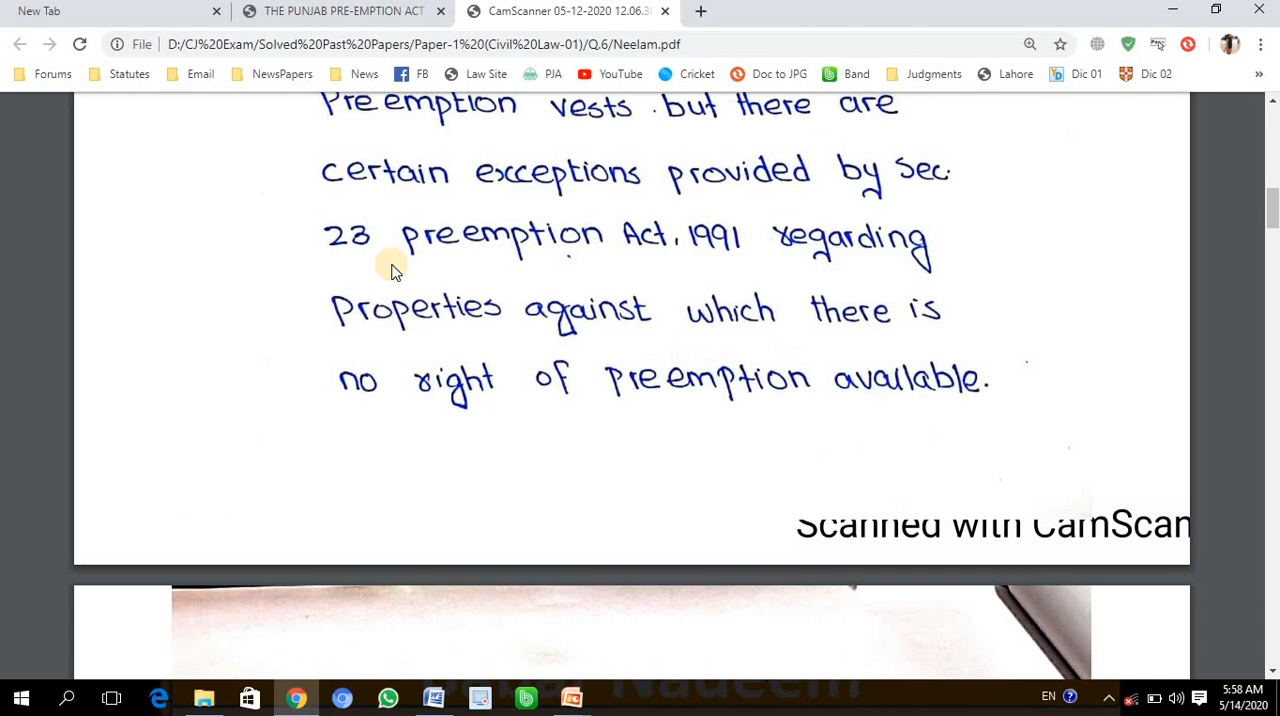 New Tab
THE PUNJAB PRE-EMPTION ACT
CamScanner 05-12-2020 12.06.3
File
D:/CJ%20Exam/Solved%20Past%20Papers/Paper-1%20(Civil%20Law-01)/Q.6/Neelam.pdf
Forums Statutes Email NewsPapers News FB Law Site PJA YouTube Cricket Doc to JPG Band Judgments Lahore Dic 01 Dic 02 »
Preemption vests. but there are
certain exceptions provided by Sec.
23 preemption Act, 1991 regarding
Properties against which there is
no right of preemption available.
Scanned with CamScan
Nadeem
EN
5:58 AM
5/14/2020